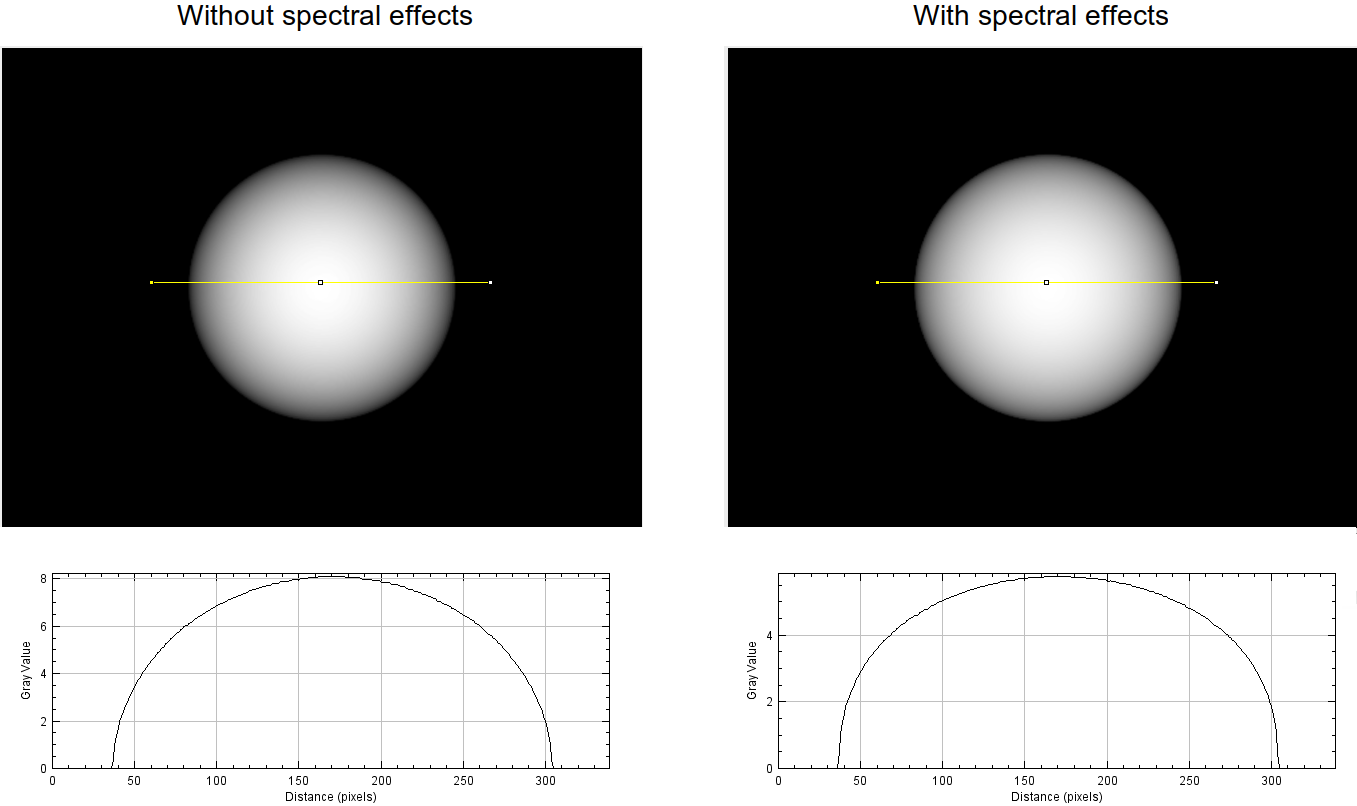 Without spectral effects
With spectral effects
8
6
4
2
0
Gray Value
0 50 100 150 200 250 300
Distance (pixels)
4
2
0
Gray Value
0 50 100 150 200 250 300
Distance (pixels)